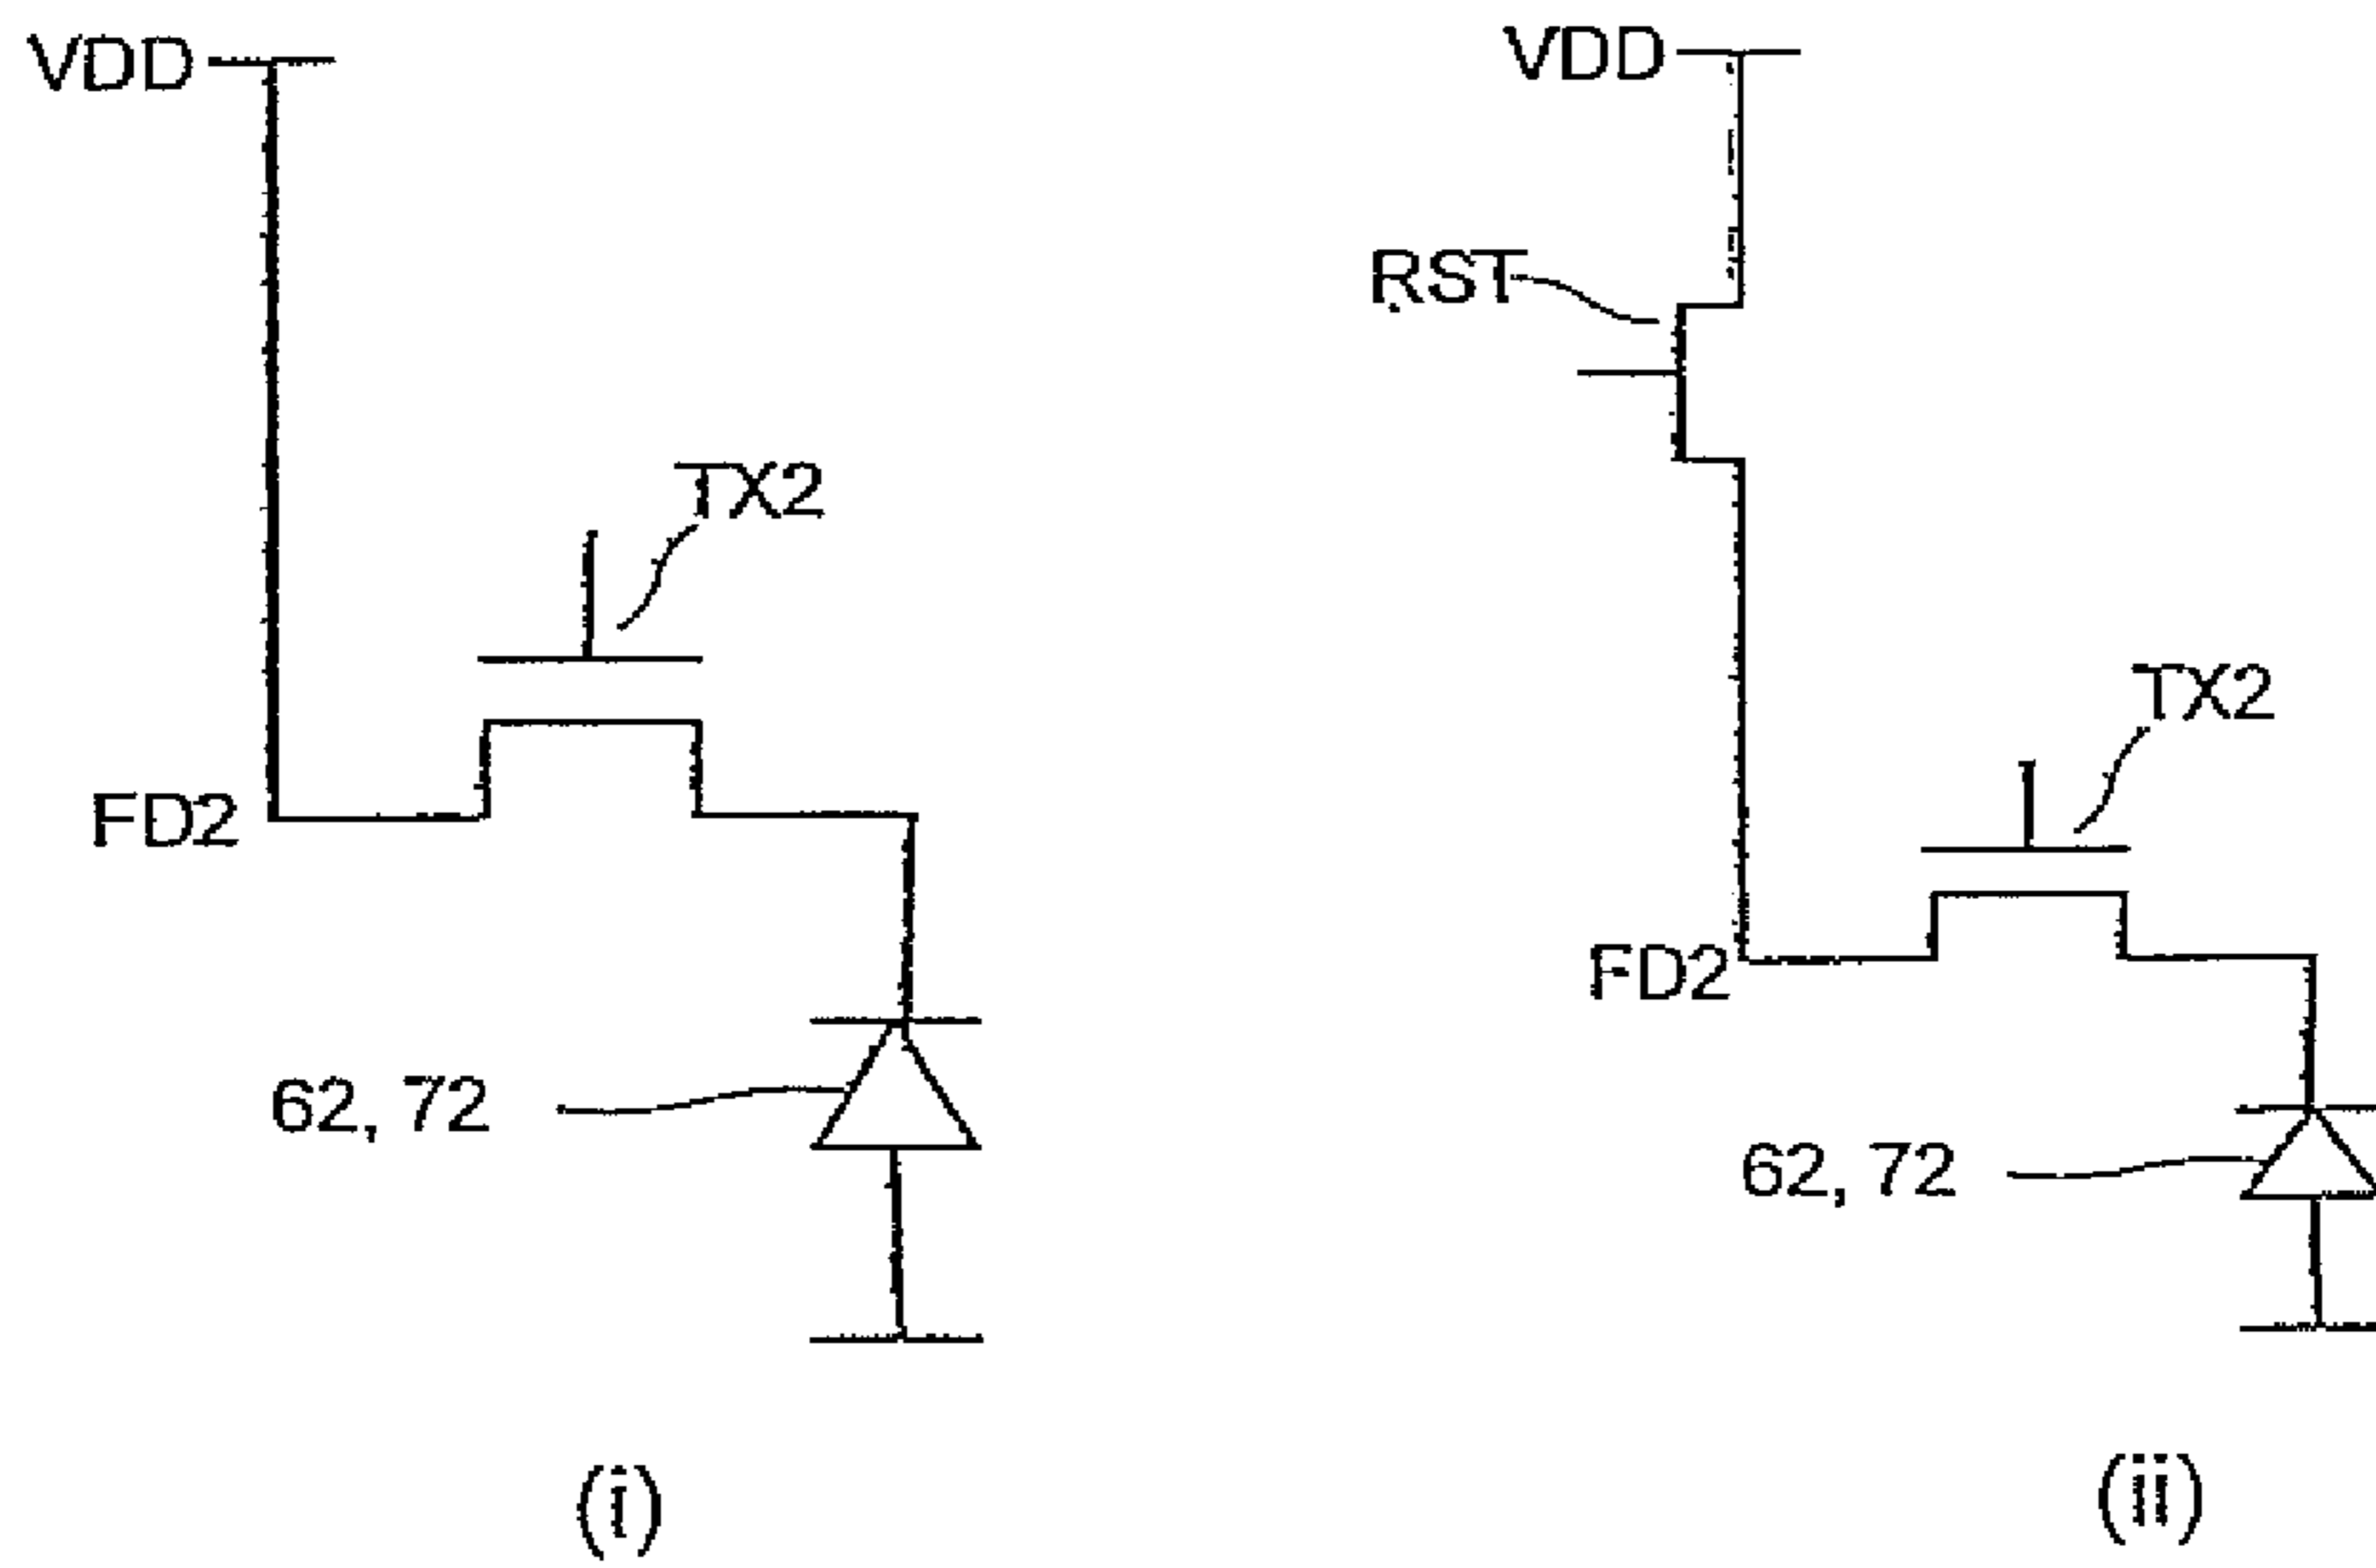 VDD
TX2
FD2
62, 72
(i)
VDD
RST
TX2
FD2
62, 72
(ii)